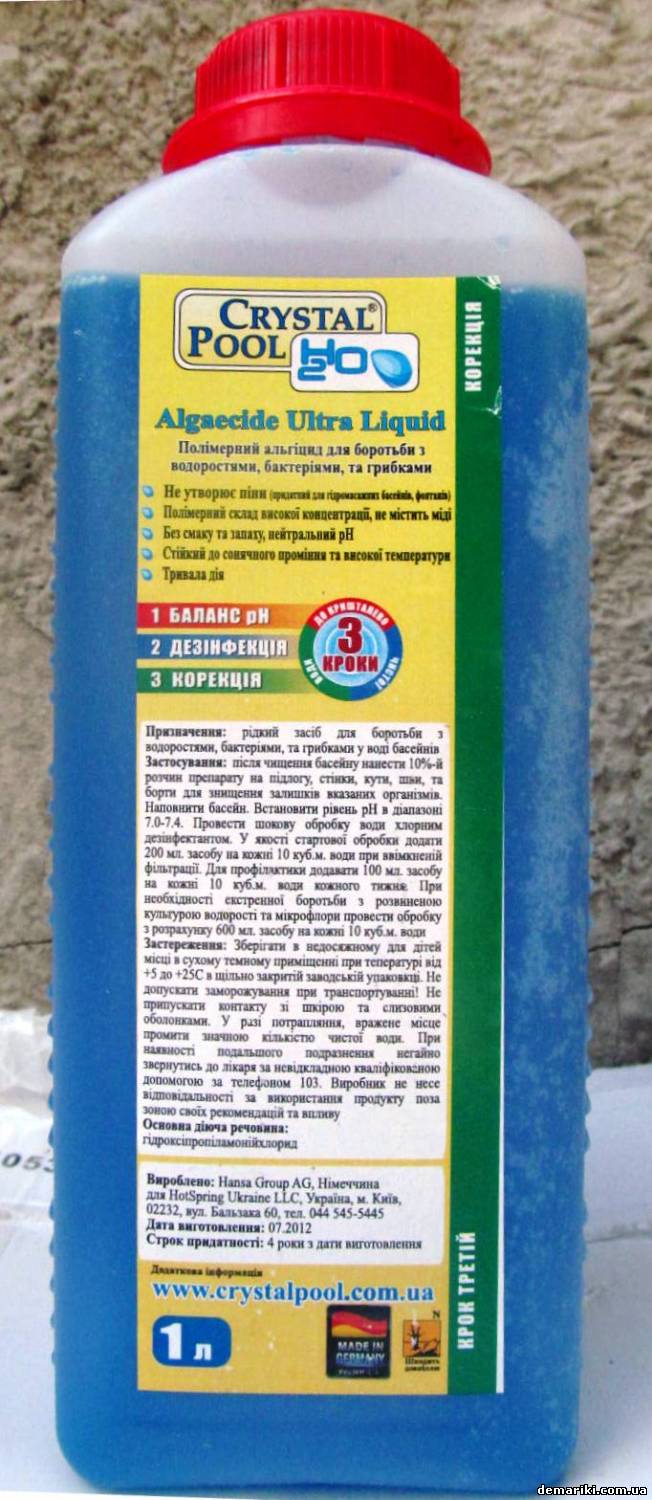 CRYSTAL®
POOL H2O
Algaecide Ultra Liquid
Полімерний альгіцид для боротьби з
водоростями, бактеріями, та грибками
Не утворює піни (придатний для гідромасажних басейнів, фонтанів)
Полімерний склад високої концентрації, не містить міді
Без смаку та запаху, нейтральний pH
Стійкий до сонячного проміння та високої температури
Тривала дія
1 БАЛАНС pH
2 ДЕЗІНФЕКЦІЯ
3 КОРЕКЦІЯ
ДО КРИШТАЛЕВО
ЧИСТОЇ
ВОДИ
3
КРОКИ
Призначення: рідкий засіб для боротьби з
водоростями, бактеріями, та грибками у воді басейнів
Застосування: після чищення басейну нанести 10%-й
розчин препарату на підлогу, стінки, кути, шви, та
борти для знищення залишків вказаних організмів.
Наповнити басейн. Встановити рівень pH в діапазоні
7.0-7.4. Провести шокову обробку води хлорним
дезінфектантом. У якості стартової обробки додати
200 мл. засобу на кожні 10 куб.м. води при ввімкненій
фільтрації. Для профілактики додавати 100 мл. засобу
на кожні 10 куб.м. води кожного тижня. При
необхідності екстренної боротьби з розвиненою
культурою водорості та мікрофлори провести обробку
з розрахунку 600 мл. засобу на кожні 10 куб.м. води
Застереження: Зберігати в недосяжному для дітей
місці в сухому темному приміщенні при теператури від
+5 до +25С в щільно закритій заводській упаковкці. Не
допускати заморожування при транспортуванні! Не
припускати контакту зі шкірою та слизовими
оболонками. У разі потрапляння, вражене місце
промити значною кількістю чистої води. При
наявності подальшого подразнення негайно
звернутись до лікаря за невідкладною кваліфікованою
допомогою за телефоном 103. Виробник не несе
відповідальності за використання продукту поза
зоною своїх рекомендацій та впливу
Основна діюча речовина:
гідроксіпропіламонійхлорид
Вироблено: Hansa Group AG, Німеччина
для HotSpring Ukraine LLC, Україна, м. Київ,
02232, вул. Бальзака 60, тел. 044 545-5445
Дата виготовлення: 07.2012
Строк придатності: 4 роки з дати виготовлення
Додаткова інформація
www.crystalpool.com.ua
1 л
MADE IN
GERMANY
N
Шкодить
довкіллю
КОРЕКЦІЯ
КРОК ТРЕТІЙ
053
demariki.com.ua